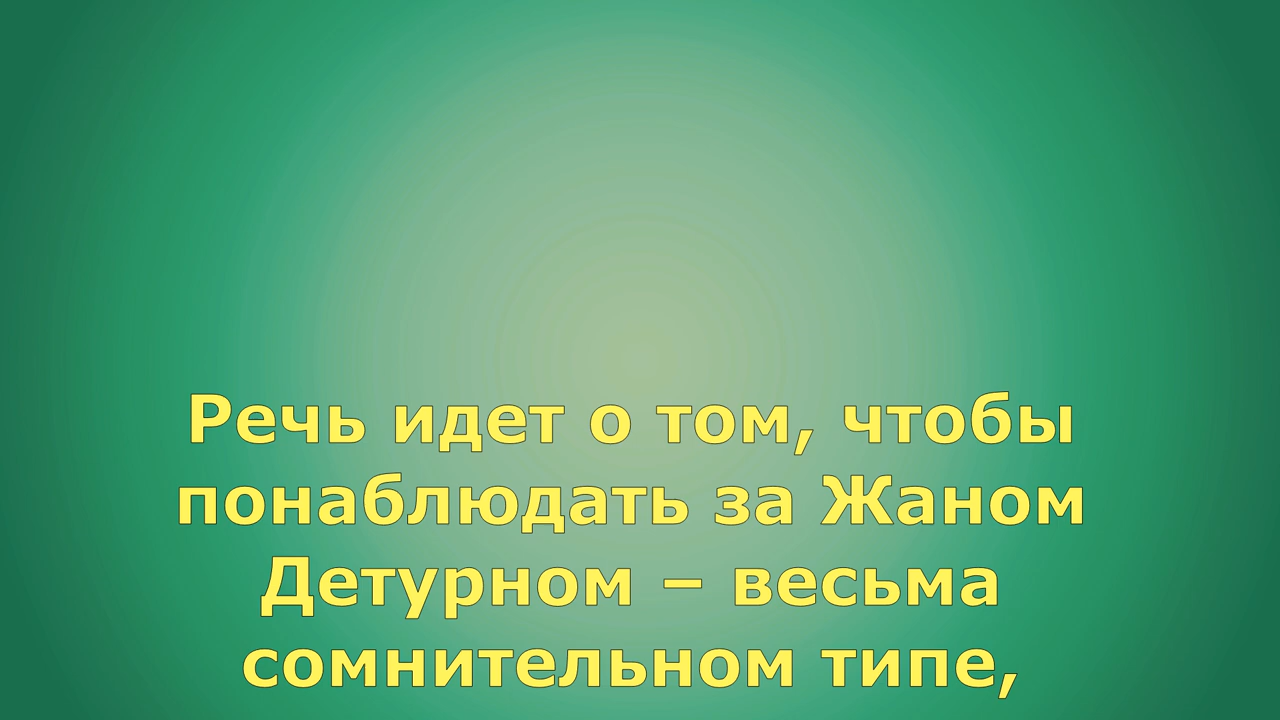 Речь идет о том, чтобы
понаблюдать за Жаном
Детурном – весьма
сомнительном типе,